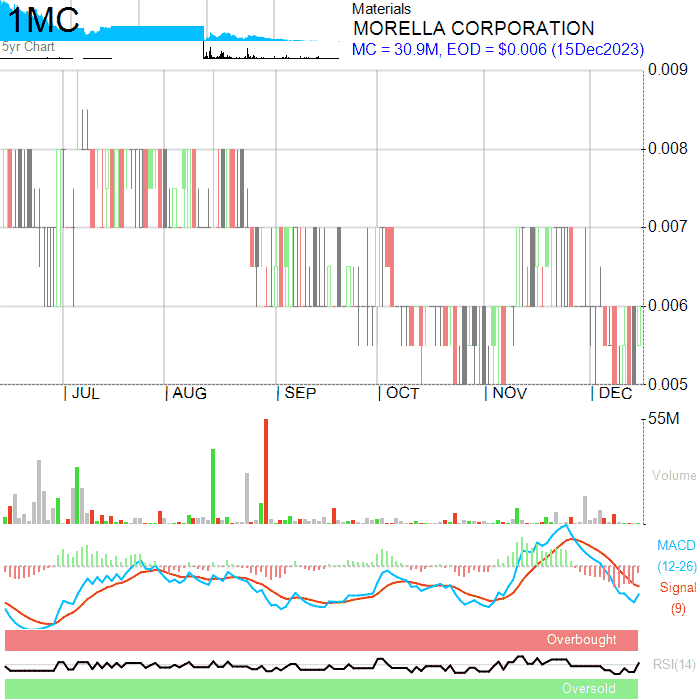 1MC
5yr Chart
Materials
MORELLA CORPORATION
MC = 30.9M, EOD = $0.006 (15Dec2023)
0.009
0.008
0.007
0.006
0.005
JUL AUG SEP OCT NOV DEC
55M
Volume
MACD
(12-26)
Signal
(9)
Overbought
RSI(14)
Oversold